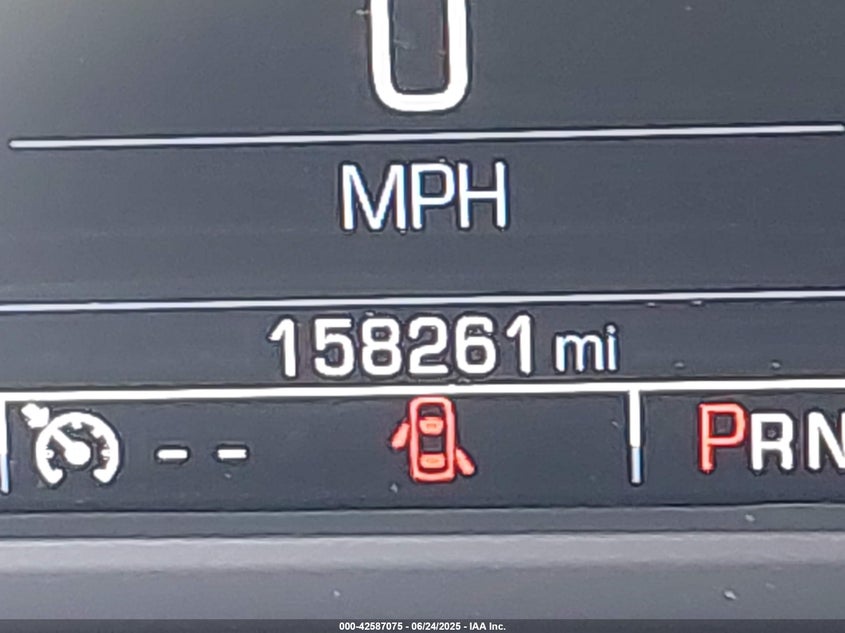 0
MPH
158261 mi
-- PRN
000-42587075 - 06/24/2025 - IAA Inc.